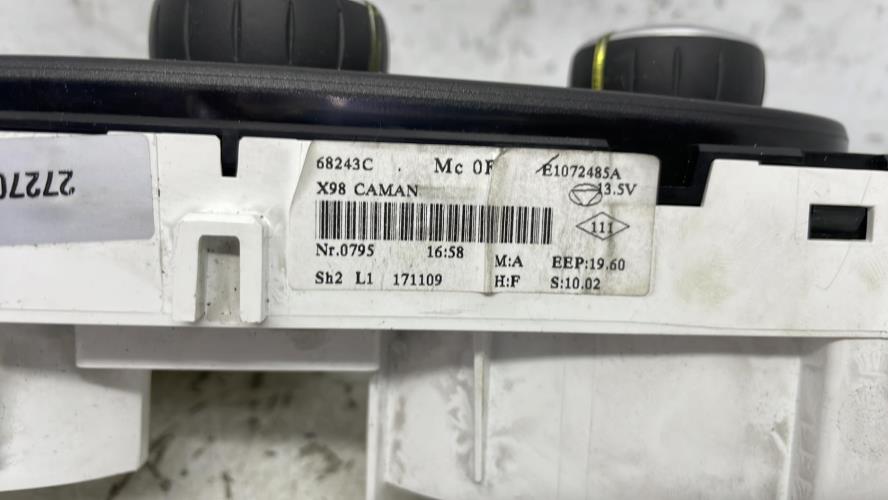 68243C . Mc 0F E1072485A
X98 CAMAN 13.5V
111
Nr.0795 16:58 M:A EEP:19.60
Sh2 L1 171109 H:F S:10.02
2727